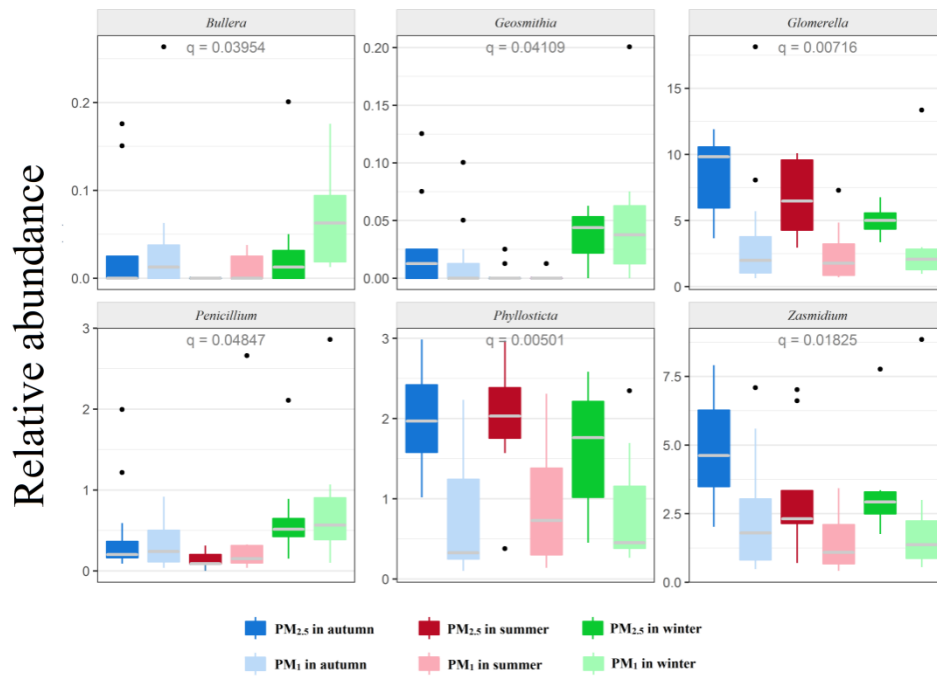 Relative abundance
Bullera
q = 0.03954
0.2
0.1
0.0
Geosmithia
q = 0.04109
0.20
0.15
0.10
0.05
0.00
Glomerella
q = 0.00716
15
10
5
0
Penicillium
q = 0.04847
3
2
1
0
Phyllosticta
q = 0.00501
3
2
1
0
Zasmidium
q = 0.01825
7.5
5.0
2.5
0.0
PM2.5 in autumn PM2.5 in summer PM2.5 in winter
PM1 in autumn PM1 in summer PM1 in winter